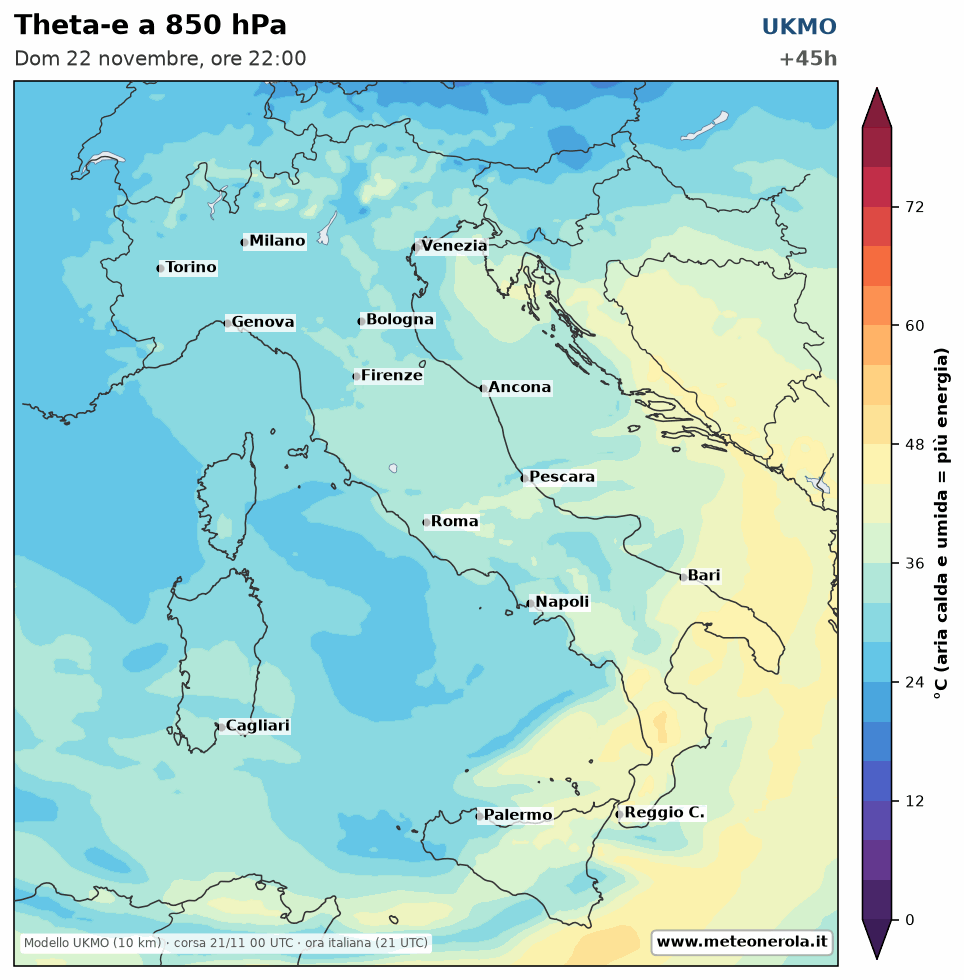 Theta-e a 850 hPa
UKMO
Dom 22 novembre, ore 22:00
+45h
Milano
Venezia
Torino
Genova
Bologna
Firenze
Ancona
Pescara
Roma
Bari
Napoli
Cagliari
Palermo
Reggio C.
72
60
48
36
24
12
0
°C (aria calda e umida = più energia)
Modello UKMO (10 km) · corsa 21/11 00 UTC · ora italiana (21 UTC)
www.meteonerola.it